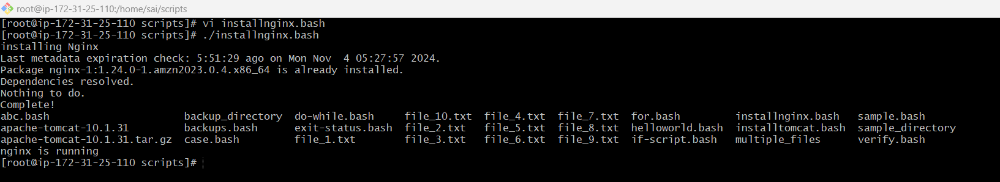 root@ip-172-31-25-110:/home/sai/scripts
[root@ip-172-31-25-110 scripts]# vi installnginx.bash
[root@ip-172-31-25-110 scripts]# ./installnginx.bash
installing Nginx
Last metadata expiration check: 5:51:29 ago on Mon Nov  4 05:27:57 2024.
Package nginx-1:1.24.0-1.amzn2023.0.4.x86_64 is already installed.
Dependencies resolved.
Nothing to do.
Complete!
abc.bash                      backup_directory  do-while.bash     file_10.txt  file_4.txt  file_7.txt  for.bash         installnginx.bash   sample.bash
apache-tomcat-10.1.31         backups.bash      exit-status.bash  file_2.txt   file_5.txt  file_8.txt  helloworld.bash  installtomcat.bash  sample_directory
apache-tomcat-10.1.31.tar.gz  case.bash         file_1.txt        file_3.txt   file_6.txt  file_9.txt  if-script.bash   multiple_files      verify.bash
nginx is running
[root@ip-172-31-25-110 scripts]#